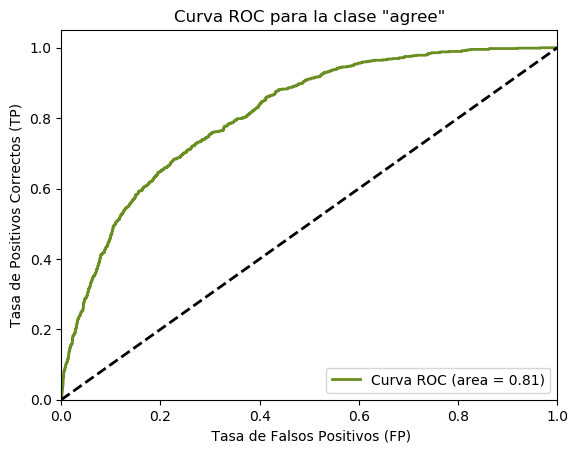 Curva ROC para la clase "agree"
1.0
0.8
0.6
0.4
0.2
0.0
Tasa de Positivos Correctos (TP)
0.0 0.2 0.4 0.6 0.8 1.0
Tasa de Falsos Positivos (FP)
Curva ROC (area = 0.81)